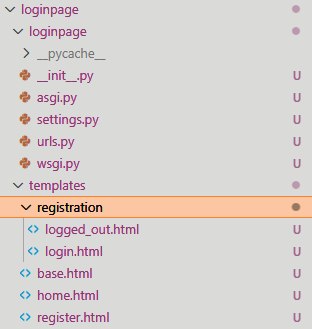 loginpage
loginpage
__pycache__
__init__.py U
asgi.py U
settings.py U
urls.py U
wsgi.py U
templates
registration
logged_out.html U
login.html U
base.html U
home.html U
register.html U